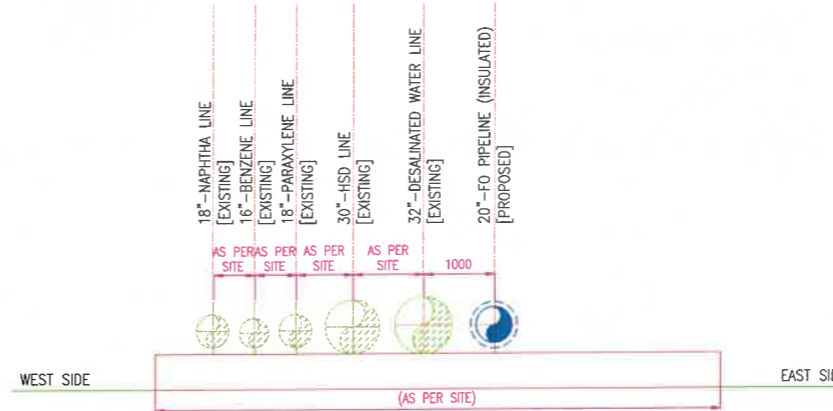 18"-NAPHTHA LINE
[EXISTING]
16"-BENZENE LINE
[EXISTING]
18"-PARAXYLENE LINE
[EXISTING]
30"-HSD LINE
[EXISTING]
32"-DESALINATED WATER LINE
[EXISTING]
20"-FO PIPELINE (INSULATED)
[PROPOSED]
AS PER
SITE
AS PER
SITE
AS PER
SITE
AS PER
SITE
1000
WEST SIDE
EAST SIDE
(AS PER SITE)